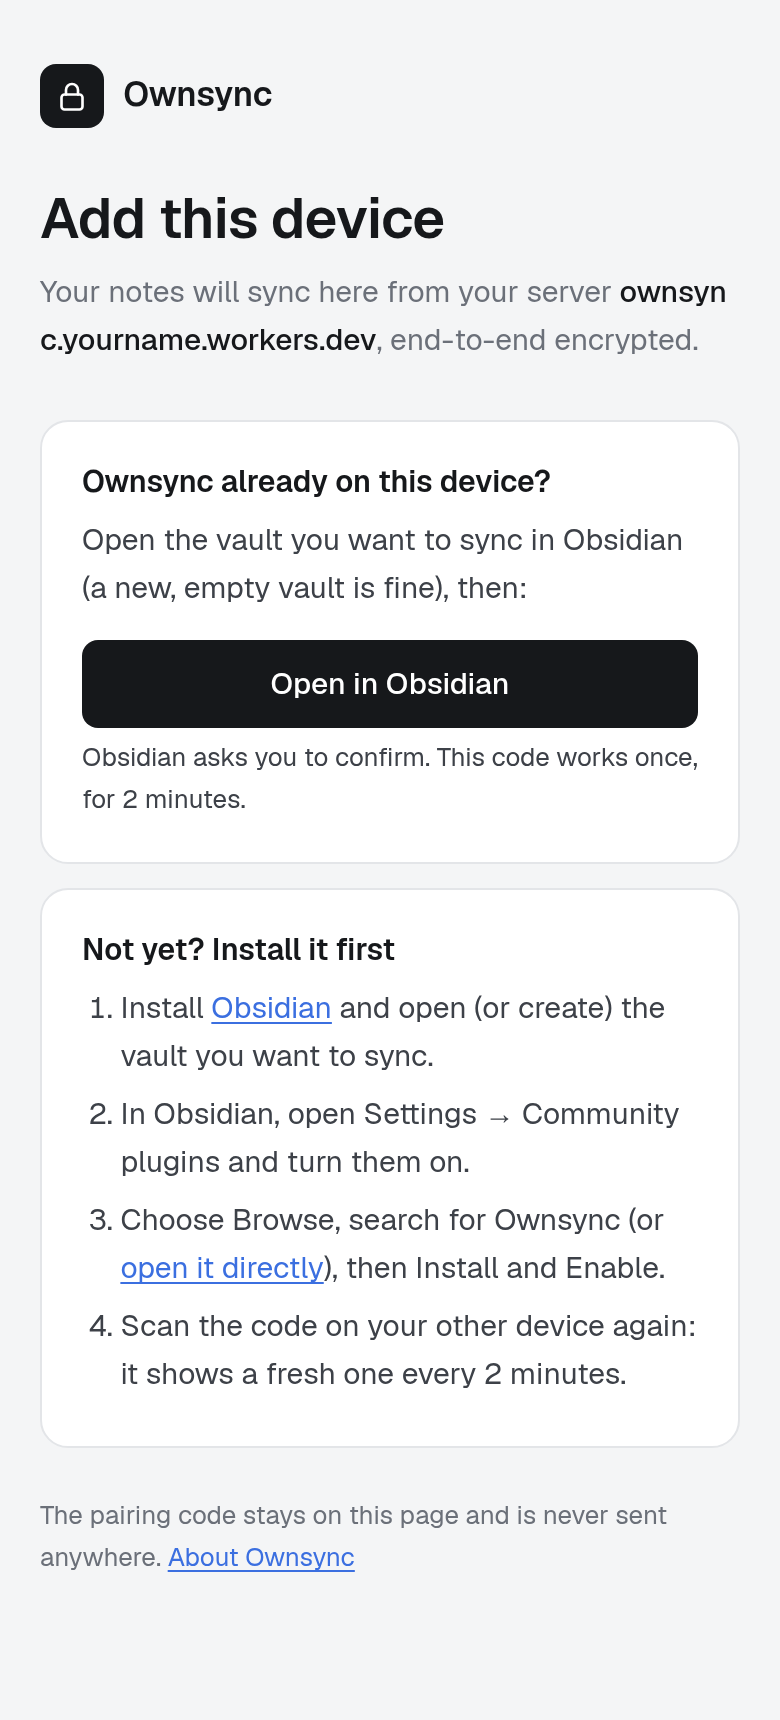 Ownsync
Add this device
Your notes will sync here from your server ownsyn
c.yourname.workers.dev, end-to-end encrypted.
Ownsync already on this device?
Open the vault you want to sync in Obsidian
(a new, empty vault is fine), then:
Open in Obsidian
Obsidian asks you to confirm. This code works once,
for 2 minutes.
Not yet? Install it first
1. Install Obsidian and open (or create) the
vault you want to sync.
2. In Obsidian, open Settings → Community
plugins and turn them on.
3. Choose Browse, search for Ownsync (or
open it directly), then Install and Enable.
4. Scan the code on your other device again:
it shows a fresh one every 2 minutes.
The pairing code stays on this page and is never sent
anywhere. About Ownsync